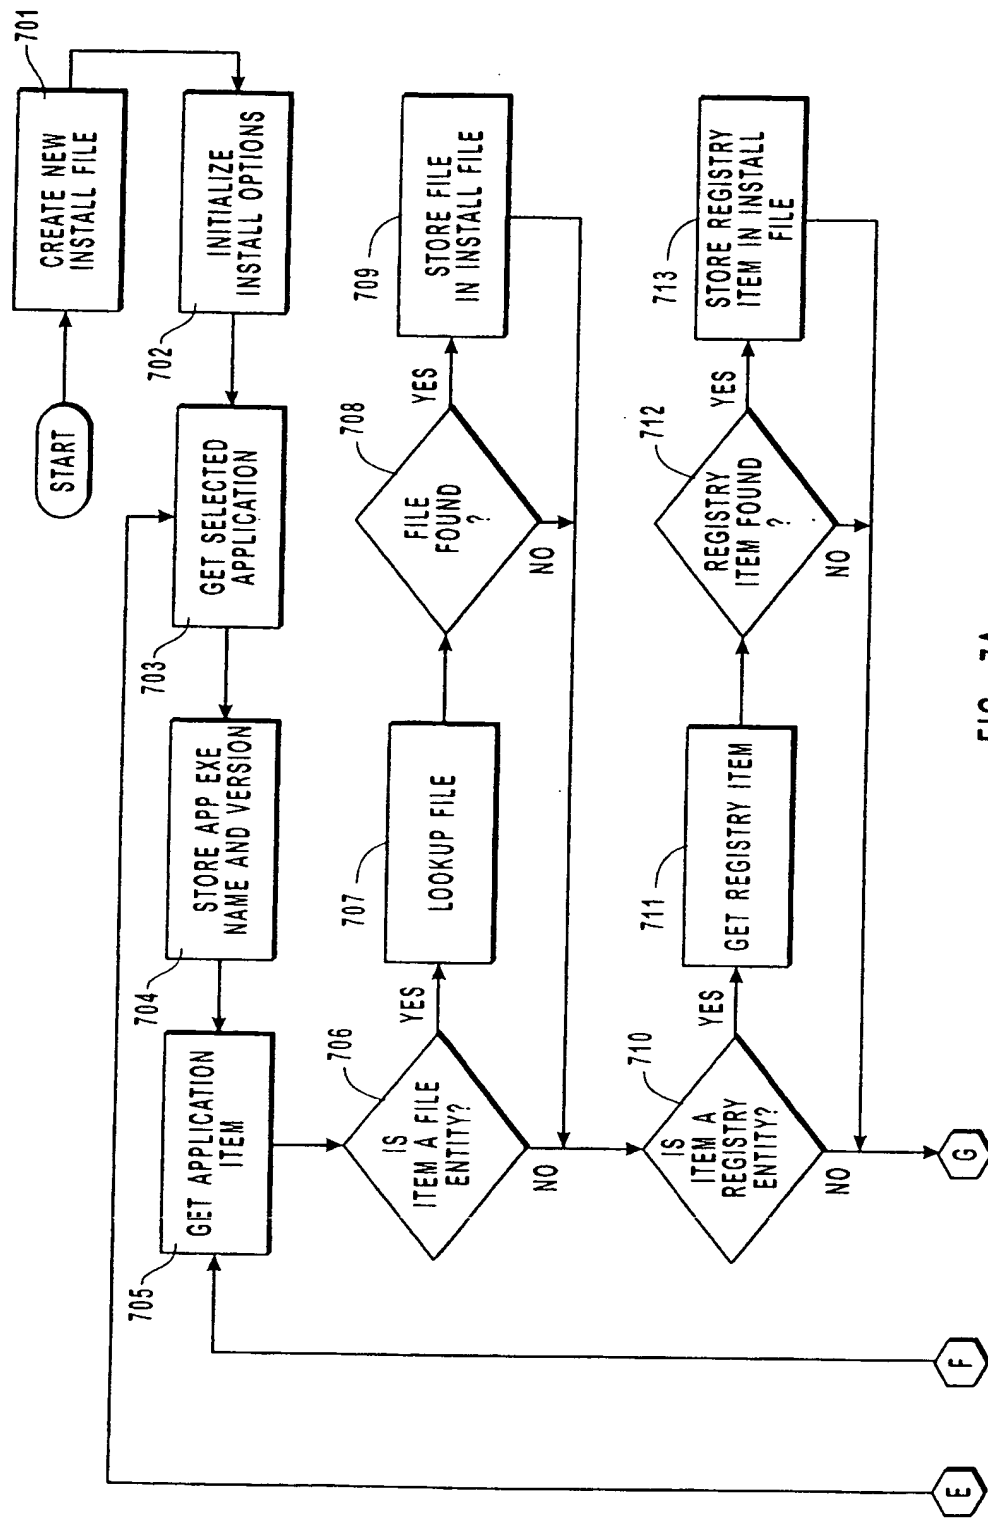 START
CREATE NEW
INSTALL FILE
701
INITIALIZE
INSTALL OPTIONS
702
GET SELECTED
APPLICATION
703
STORE APP EXE
NAME AND VERSION
704
GET APPLICATION
ITEM
705
IS
ITEM A FILE
ENTITY?
706
YES
NO
LOOKUP FILE
707
FILE
FOUND
?
708
YES
NO
STORE FILE
IN INSTALL FILE
709
IS
ITEM A
REGISTRY
ENTITY?
710
YES
NO
GET REGISTRY ITEM
711
REGISTRY
ITEM FOUND
?
712
YES
NO
STORE REGISTRY
ITEM IN INSTALL
FILE
713
E
F
G
FIG. 7A